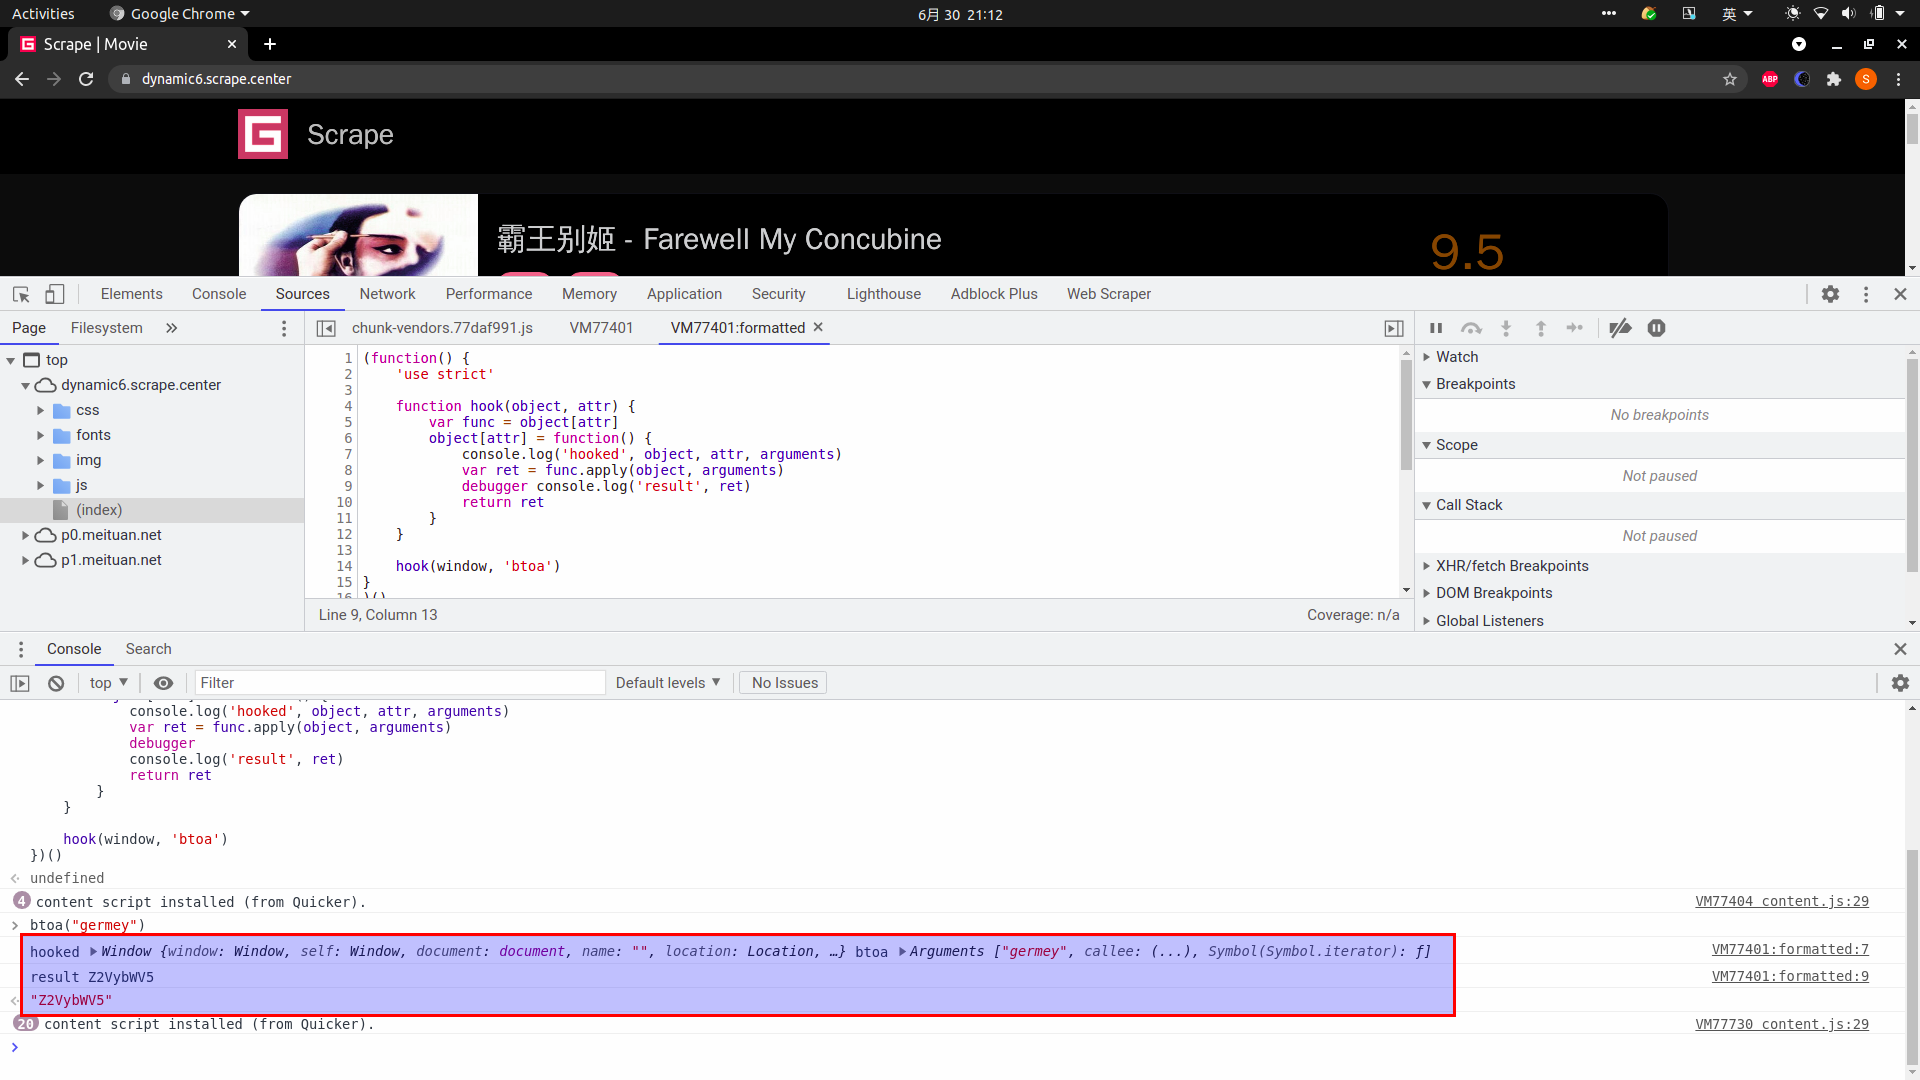 Activities Google Chrome 6月 30 21:12 英
Scrape | Movie
dynamic6.scrape.center ABP S
G Scrape
霸王别姬 - Farewell My Concubine 9.5
Elements Console Sources Network Performance Memory Application Security Lighthouse Adblock Plus Web Scraper
Page Filesystem » chunk-vendors.77daf991.js VM77401 VM77401:formatted
top
dynamic6.scrape.center
css
fonts
img
js
(index)
p0.meituan.net
p1.meituan.net
1 (function() {
2 'use strict'
3
4 function hook(object, attr) {
5 var func = object[attr]
6 object[attr] = function() {
7 console.log('hooked', object, attr, arguments)
8 var ret = func.apply(object, arguments)
9 debugger console.log('result', ret)
10 return ret
11 }
12 }
13
14 hook(window, 'btoa')
15 }
16 )()
Line 9, Column 13 Coverage: n/a
Watch
Breakpoints
No breakpoints
Scope
Not paused
Call Stack
Not paused
XHR/fetch Breakpoints
DOM Breakpoints
Global Listeners
Console Search
top Filter Default levels No Issues
console.log('hooked', object, attr, arguments)
var ret = func.apply(object, arguments)
debugger
console.log('result', ret)
return ret
}
}
hook(window, 'btoa')
})()
undefined
4 content script installed (from Quicker). VM77404 content.js:29
btoa("germey")
hooked Window {window: Window, self: Window, document: document, name: "", location: Location, …} btoa Arguments ["germey", callee: (...), Symbol(Symbol.iterator): ƒ] VM77401:formatted:7
result Z2VybWV5 VM77401:formatted:9
"Z2VybWV5"
20 content script installed (from Quicker). VM77730 content.js:29